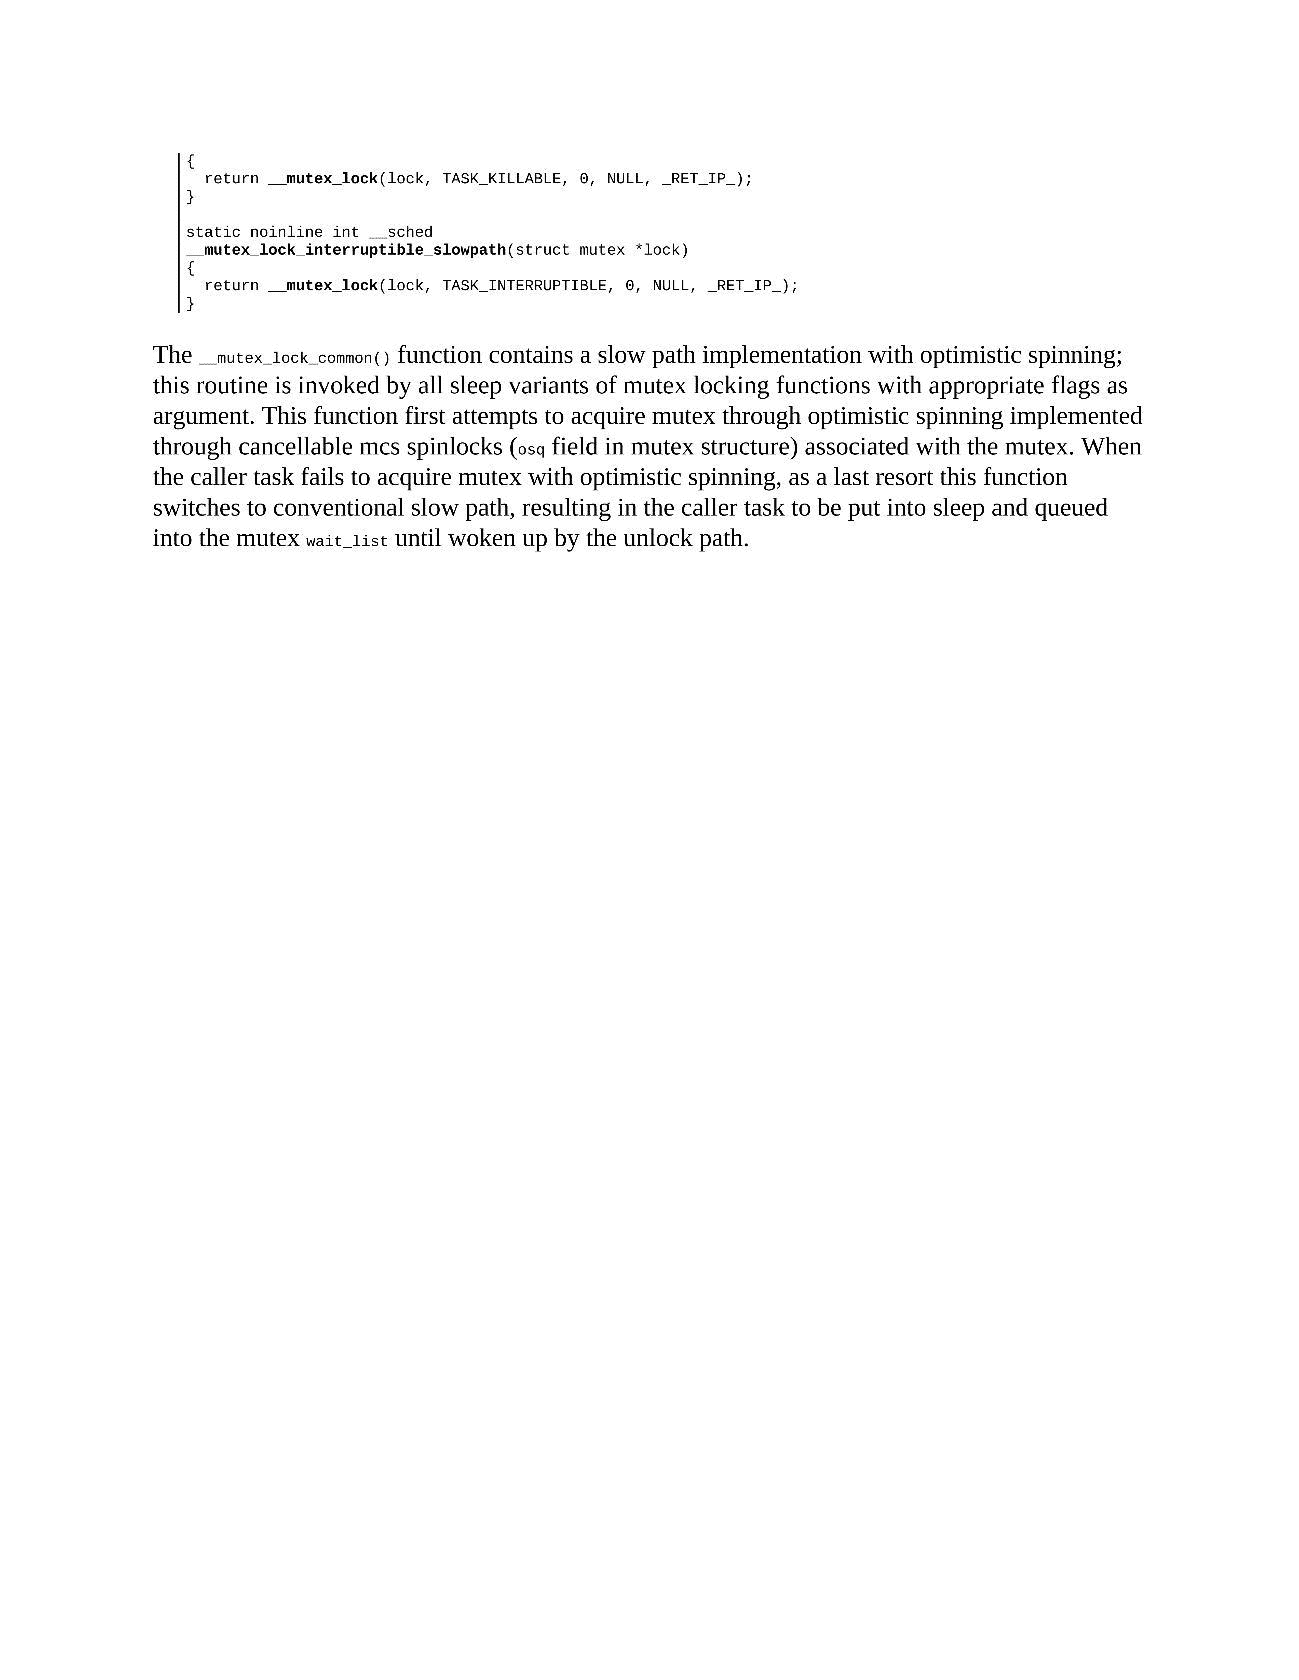 {
  return __mutex_lock(lock, TASK_KILLABLE, 0, NULL, _RET_IP_);
}
static noinline int __sched
__mutex_lock_interruptible_slowpath(struct mutex *lock)
{
  return __mutex_lock(lock, TASK_INTERRUPTIBLE, 0, NULL, _RET_IP_);
}
The __mutex_lock_common() function contains a slow path implementation with optimistic spinning;
this routine is invoked by all sleep variants of mutex locking functions with appropriate flags as
argument. This function first attempts to acquire mutex through optimistic spinning implemented
through cancellable mcs spinlocks (osq field in mutex structure) associated with the mutex. When
the caller task fails to acquire mutex with optimistic spinning, as a last resort this function
switches to conventional slow path, resulting in the caller task to be put into sleep and queued
into the mutex wait_list until woken up by the unlock path.